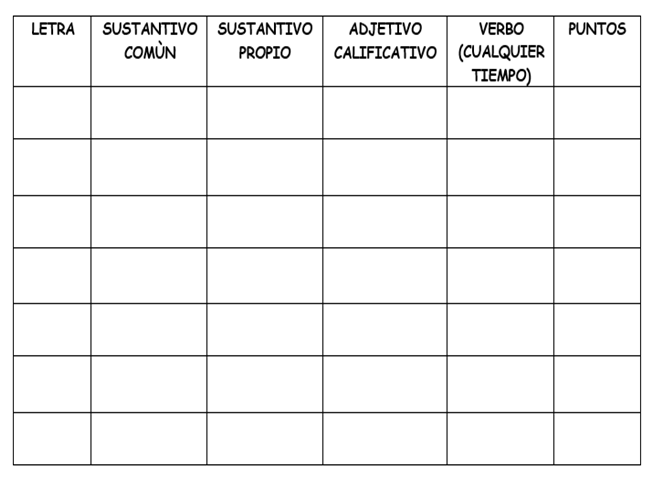 LETRA SUSTANTIVO SUSTANTIVO ADJETIVO VERBO PUNTOS
COMÙN PROPIO CALIFICATIVO (CUALQUIER
TIEMPO)